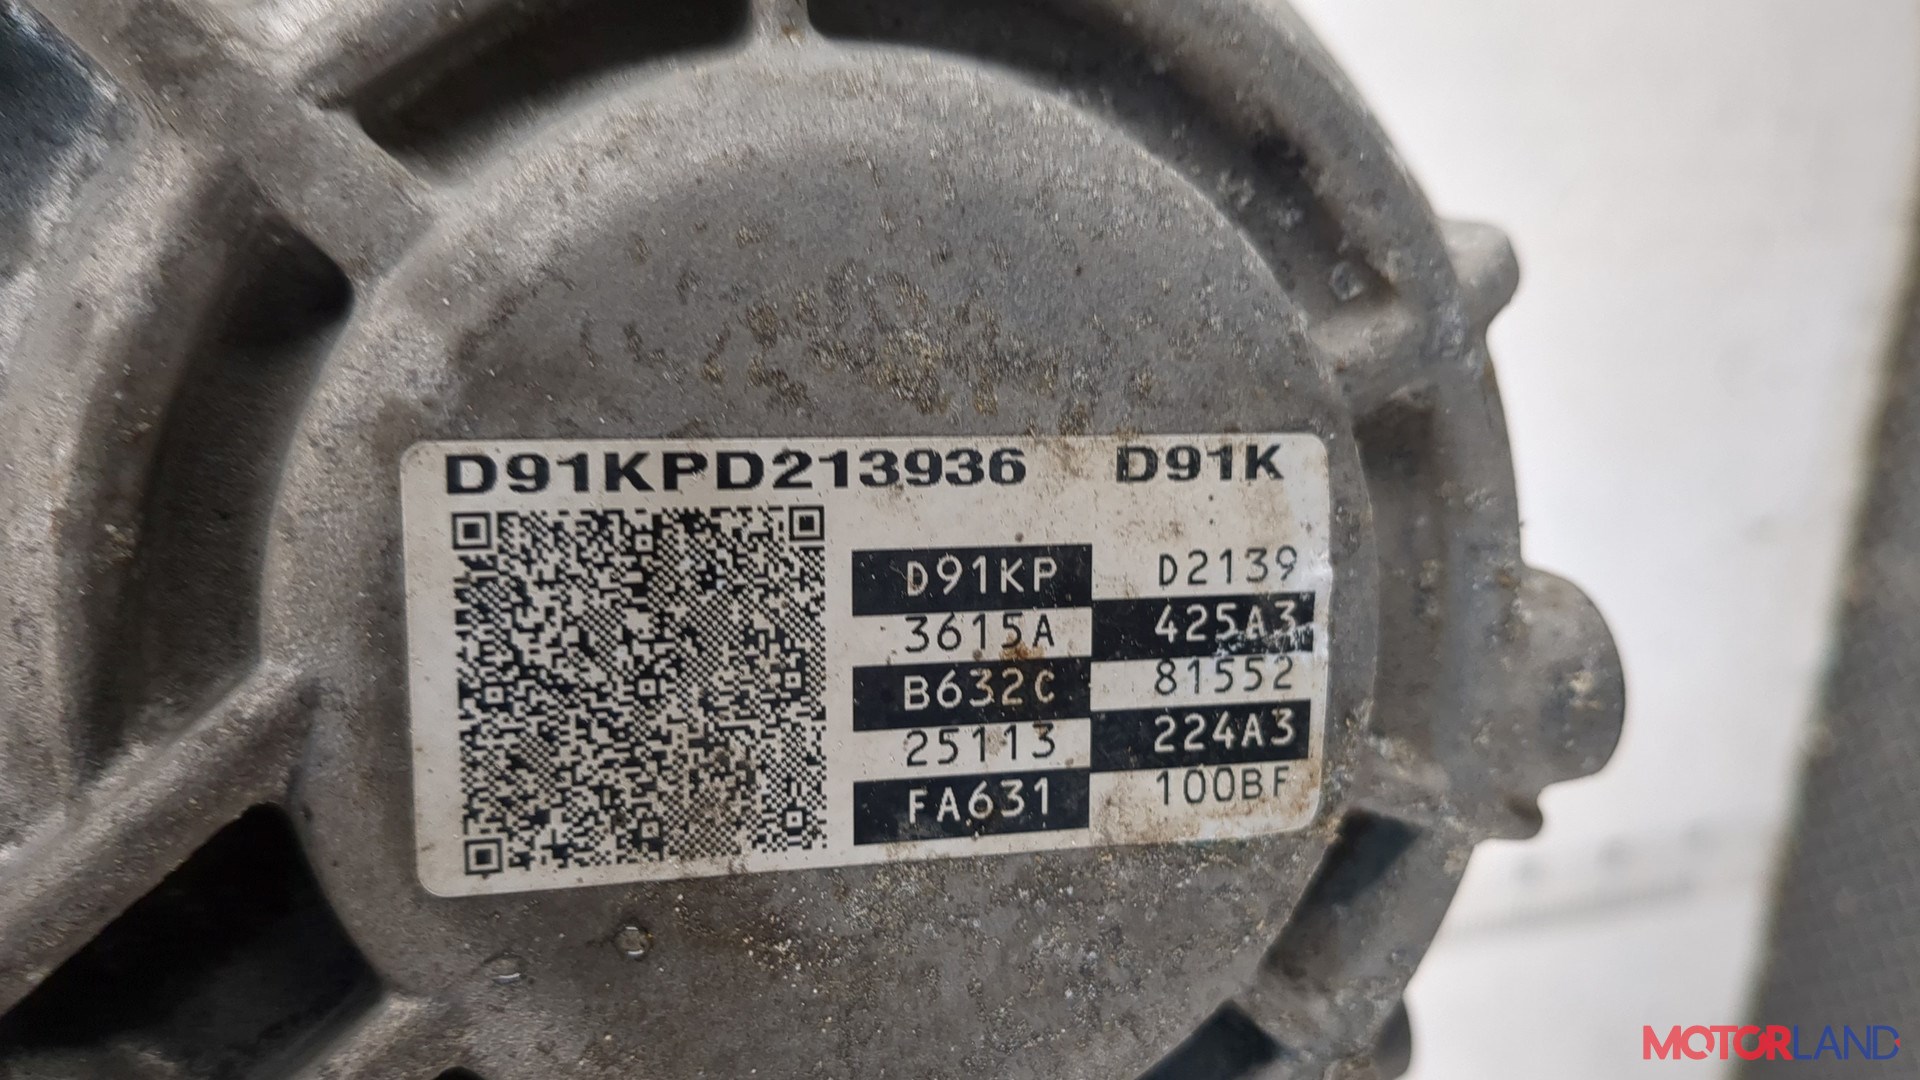 D91KPD213936 D91K
D91KP D2139
3615A 425A3
B632C 81552
25113 224A3
FA631 100BF
MOTORLAND